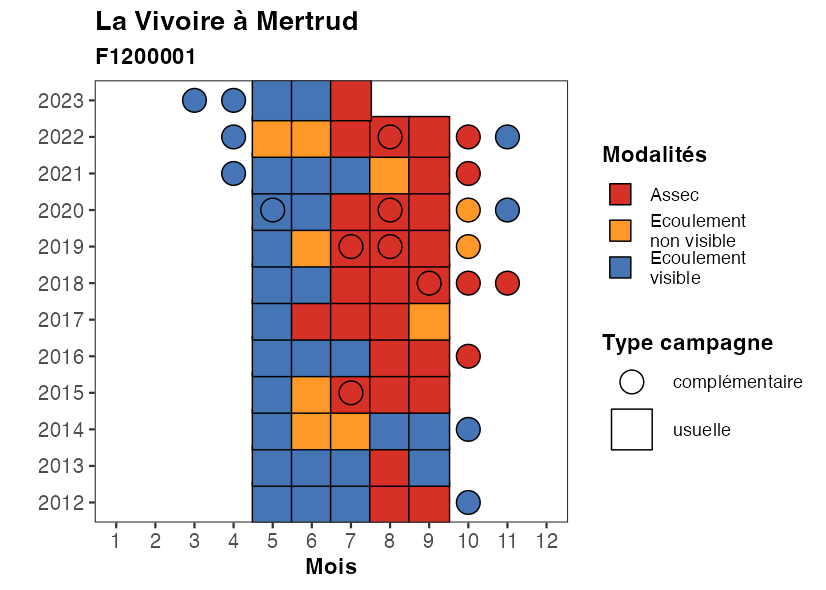 La Vivoire à Mertrud
F1200001
2023
2022
2021
2020
2019
2018
2017
2016
2015
2014
2013
2012
1 2 3 4 5 6 7 8 9 10 11 12
Mois
Modalités
Assec
Ecoulement
non visible
Ecoulement
visible
Type campagne
complémentaire
usuelle